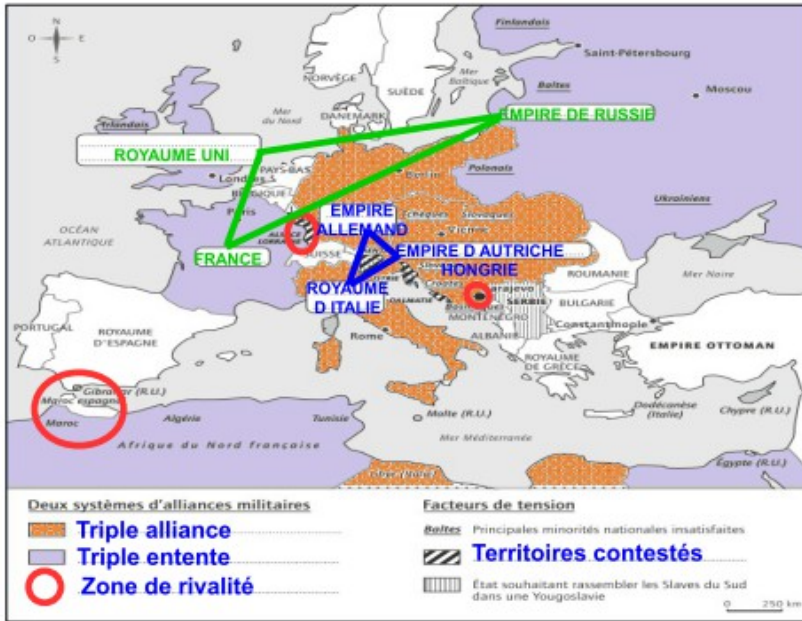 N
O
E
S
Finlandais
Saint-Pétersbourg
NORVÈGE
SUÈDE
Mer
Baltique
Baltes
Moscou
Mer
du Nord
DANEMARK
EMPIRE DE RUSSIE
Irlandais
ROYAUME UNI
Londres
PAYS-BAS
Berlin
Polonais
BELGIQUE
Paris
Ukrainiens
EMPIRE
ALLEMAND
Tchèques
Slovaques
ALSACE
LORRAINE
Vienne
OCÉAN
ATLANTIQUE
FRANCE
SUISSE
EMPIRE D AUTRICHE
HONGRIE
ROUMANIE
Mer Noire
ROYAUME
D ITALIE
Croates
Sarajevo
DALMATIE
SERBIE
BULGARIE
MONTÉNÉGRO
PORTUGAL
ROYAUME
D'ESPAGNE
Rome
ALBANIE
Constantinople
EMPIRE OTTOMAN
ROYAUME
DE GRÈCE
Gibraltar (R.U.)
Maroc espagnol
Maroc
Algérie
Tunisie
Malte (R.U.)
Dodécanèse
(Italie)
Chypre (R.U.)
Afrique du Nord française
Mer Méditerranée
Égypte (R.U.)
Deux systèmes d'alliances militaires
Triple alliance
Triple entente
Zone de rivalité
Facteurs de tension
Baltes Principales minorités nationales insatisfaites
Territoires contestés
État souhaitant rassembler les Slaves du Sud
dans une Yougoslavie
0 250 km